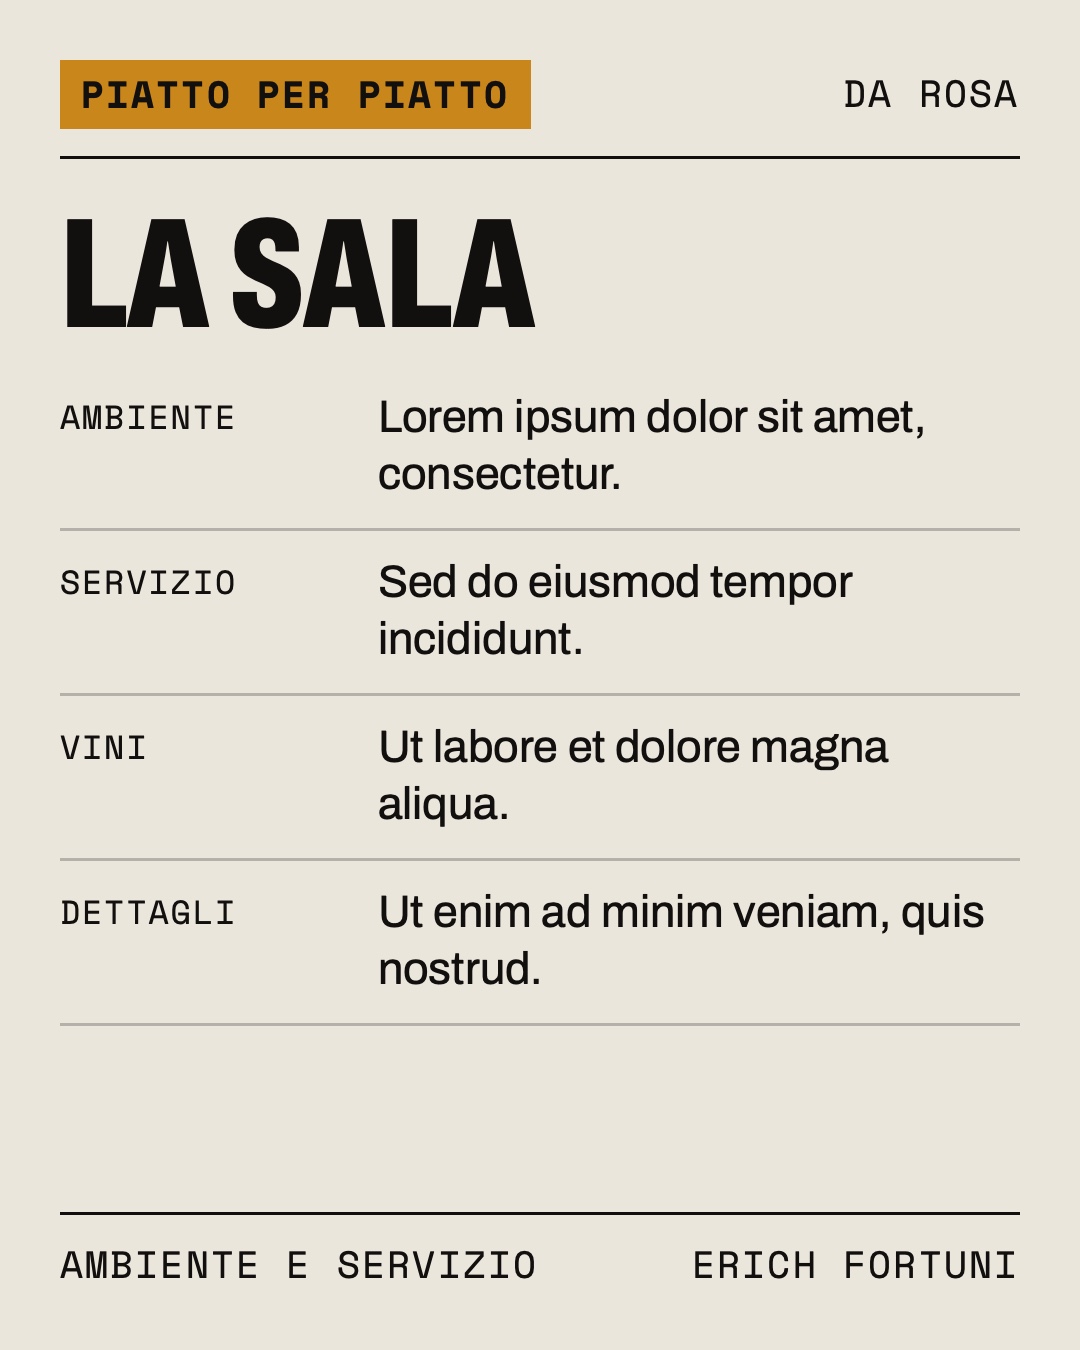 PIATTO PER PIATTO
DA ROSA
LA SALA
AMBIENTE
Lorem ipsum dolor sit amet,
consectetur.
SERVIZIO
Sed do eiusmod tempor
incididunt.
VINI
Ut labore et dolore magna
aliqua.
DETTAGLI
Ut enim ad minim veniam, quis
nostrud.
AMBIENTE E SERVIZIO
ERICH FORTUNI